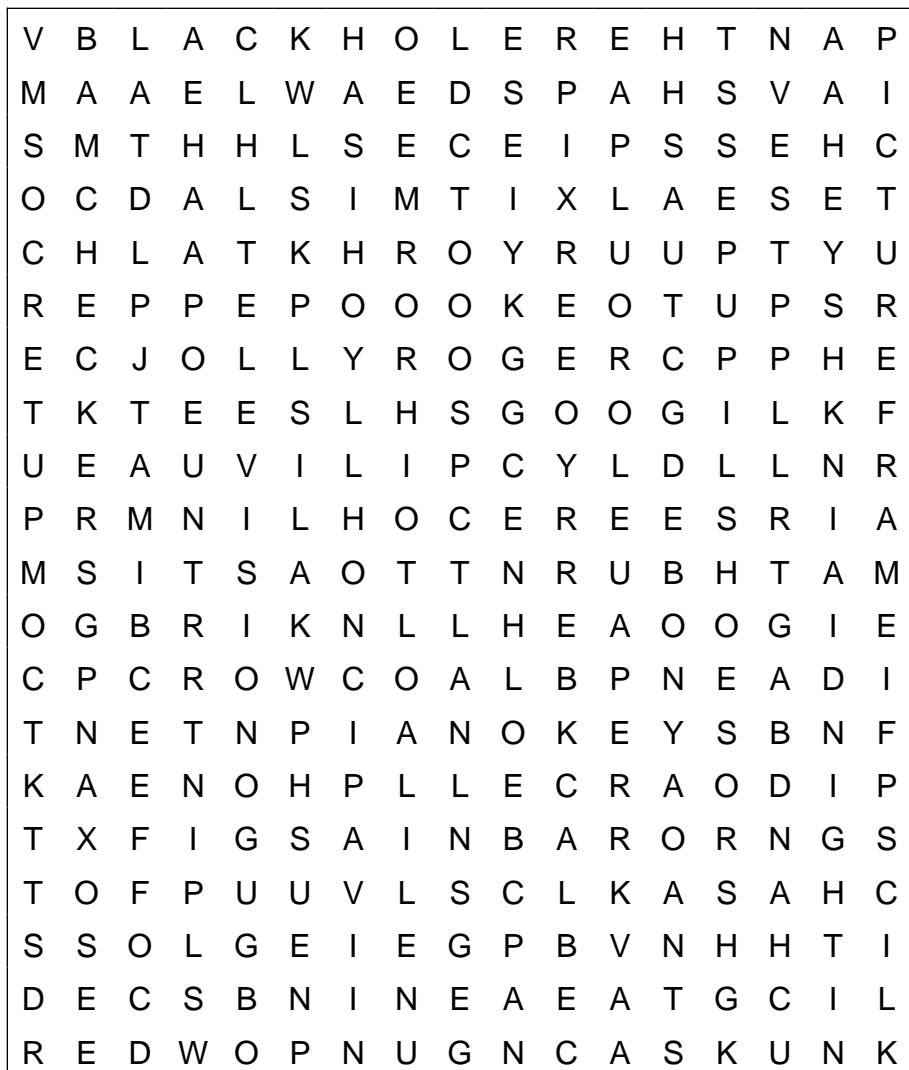 V B L A C K H O L E R E H T N A P
M A A E L W A E D S P A H S V A I
S M T H H L S E C E I P S S E H C
O C D A L S I M T I X L A E S E T
C H L A T K H R O Y R U U P T Y U
R E P P E P O O O K E O T U P S R
E C J O L L Y R O G E R C P P H E
T K T E E S L H S G O O G I L K F
U E A U V I L I P C Y L D L L N R
P R M N I L H O C E R E E S R I A
M S I T S A O T T N R U B H T A M
O G B R I K N L L H E A O O G I E
C P C R O W C O A L B P N E A D I
T N E T N P I A N O K E Y S B N F
K A E N O H P L L E C R A O D I P
T X F I G S A I N B A R O R N G S
T O F P U U V L S C L K A S A H C
S S O L G E I E G P B V N H H T I
D E C S B N I N E A E A T G C I L
R E D W O P N U G N C A S K U N K